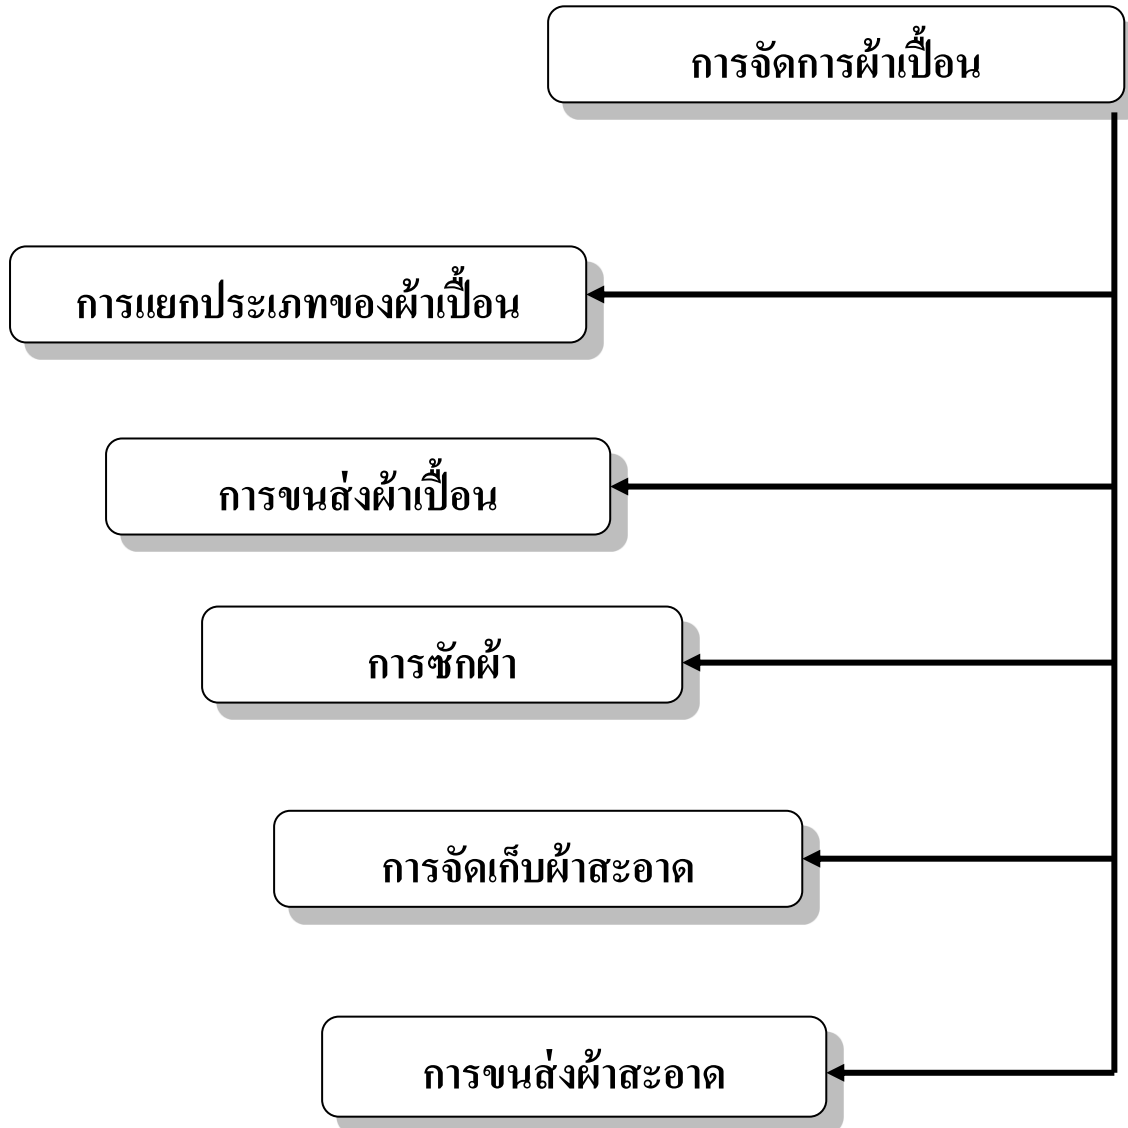 การจัดการผ้าเปื้อน
การแยกประเภทของผ้าเปื้อน
การขนส่งผ้าเปื้อน
การซักผ้า
การจัดเก็บผ้าสะอาด
การขนส่งผ้าสะอาด